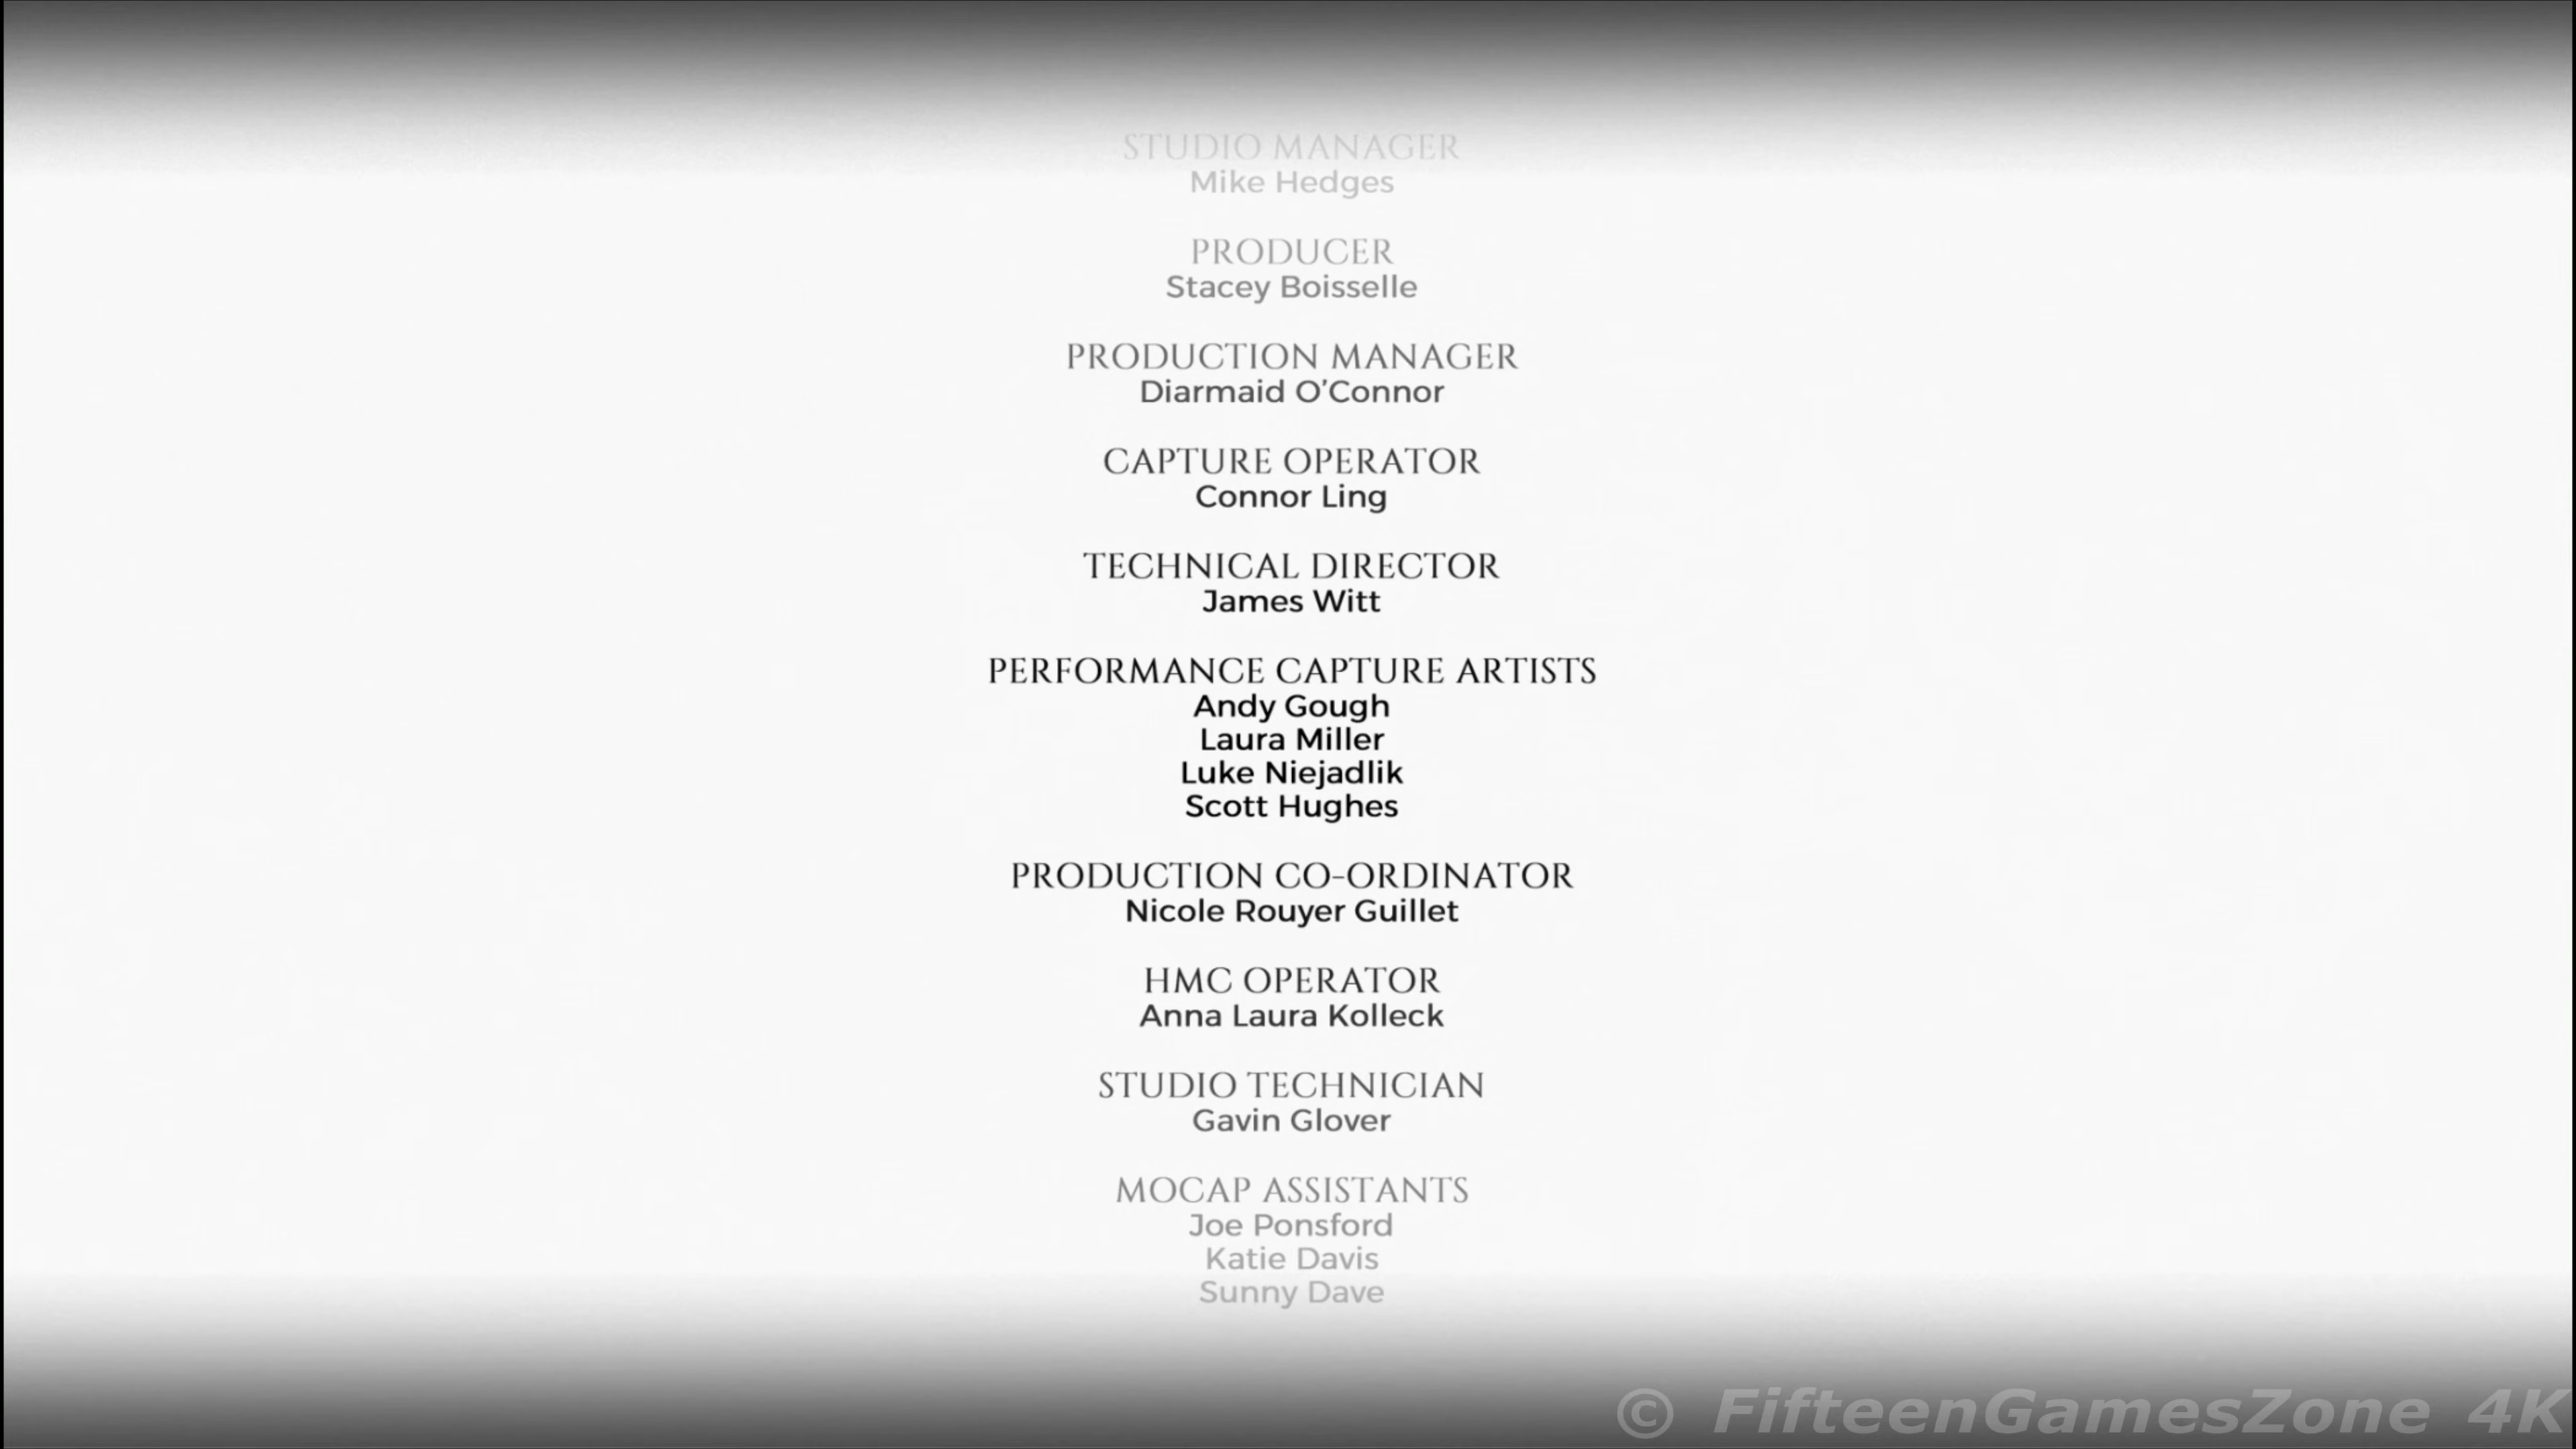 STUDIO MANAGER
Mike Hedges
PRODUCER
Stacey Boisselle
PRODUCTION MANAGER
Diarmaid O’Connor
CAPTURE OPERATOR
Connor Ling
TECHNICAL DIRECTOR
James Witt
PERFORMANCE CAPTURE ARTISTS
Andy Gough
Laura Miller
Luke Niejadlik
Scott Hughes
PRODUCTION CO-ORDINATOR
Nicole Rouyer Guillet
HMC OPERATOR
Anna Laura Kolleck
STUDIO TECHNICIAN
Gavin Glover
MOCAP ASSISTANTS
Joe Ponsford
Katie Davis
Sunny Dave
© FifteenGamesZone 4K